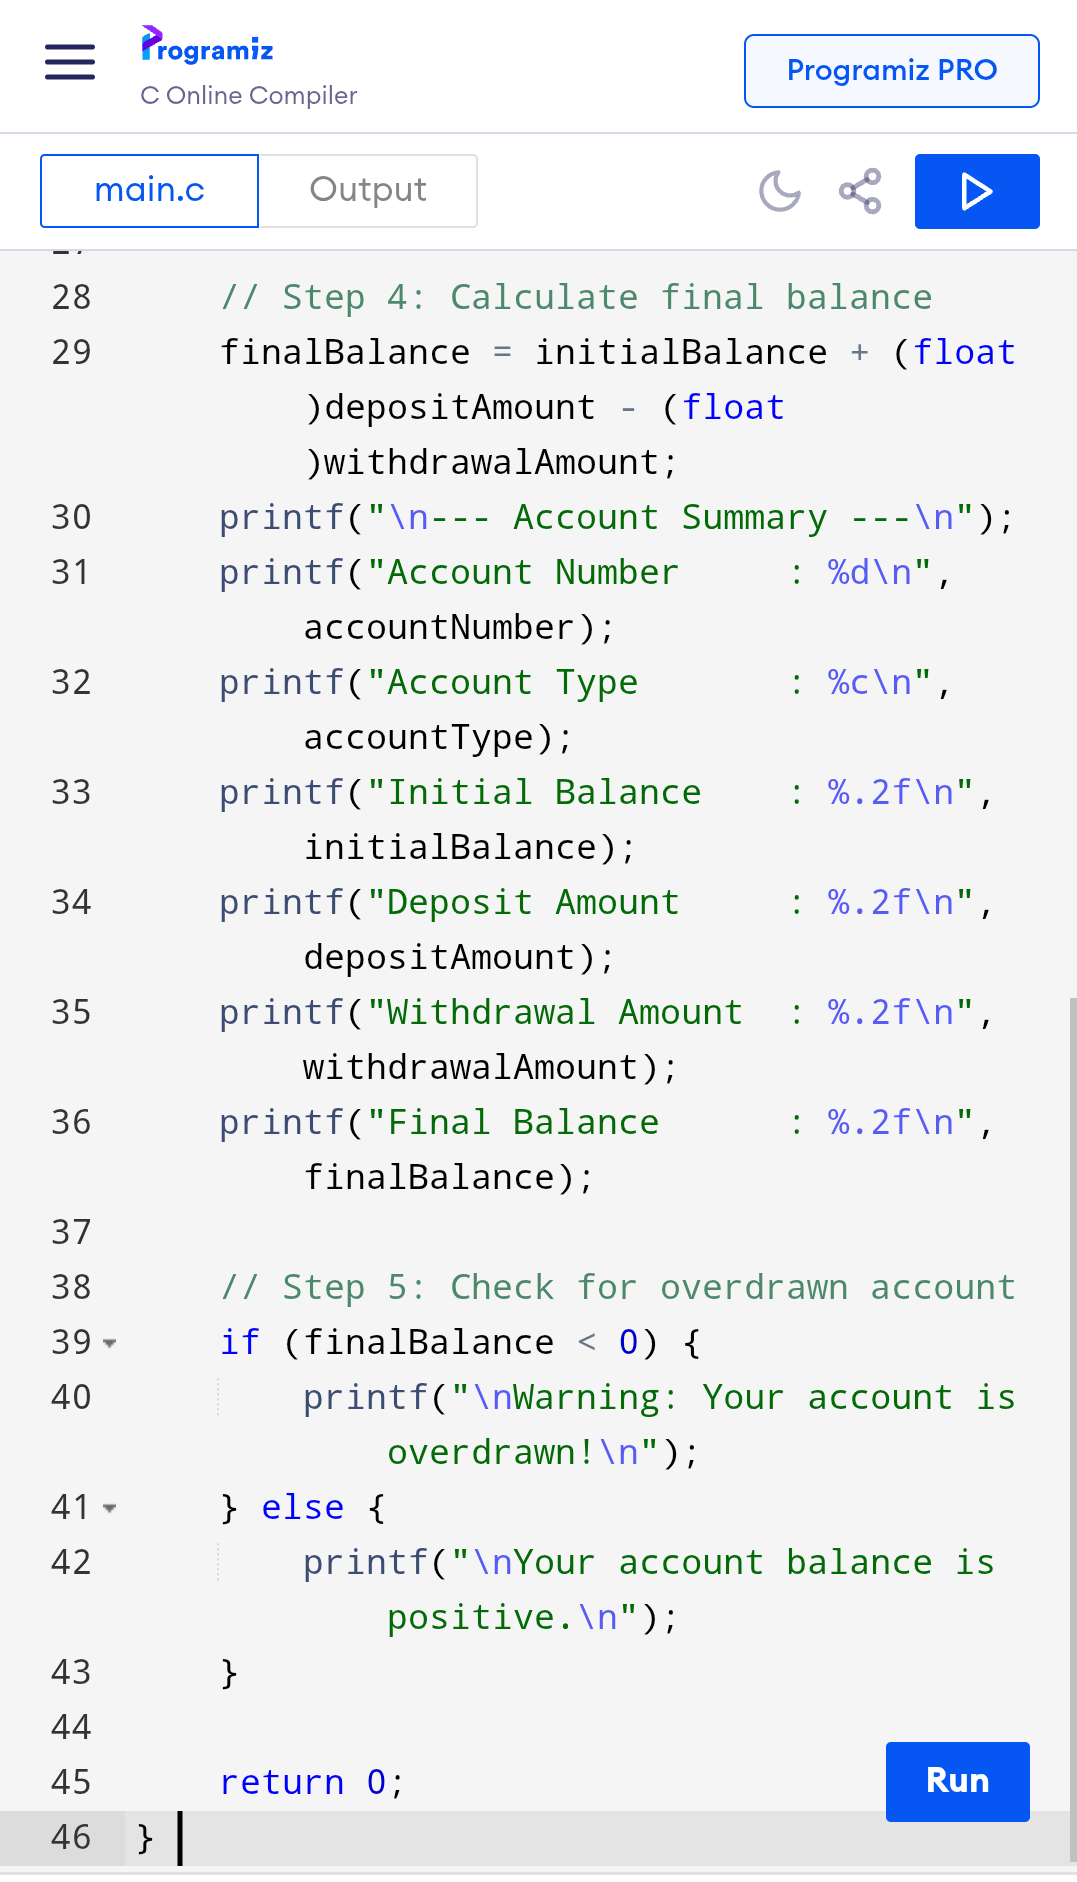 Programiz
C Online Compiler
Programiz PRO
main.c
Output
28 // Step 4: Calculate final balance
29 finalBalance = initialBalance + (float
)depositAmount - (float
)withdrawalAmount;
30 printf("\n--- Account Summary ---\n");
31 printf("Account Number     : %d\n",
accountNumber);
32 printf("Account Type       : %c\n",
accountType);
33 printf("Initial Balance    : %.2f\n",
initialBalance);
34 printf("Deposit Amount     : %.2f\n",
depositAmount);
35 printf("Withdrawal Amount  : %.2f\n",
withdrawalAmount);
36 printf("Final Balance      : %.2f\n",
finalBalance);
37
38 // Step 5: Check for overdrawn account
39 if (finalBalance < 0) {
40 printf("\nWarning: Your account is
overdrawn!\n");
41 } else {
42 printf("\nYour account balance is
positive.\n");
43 }
44
45 return 0;
Run
46 }